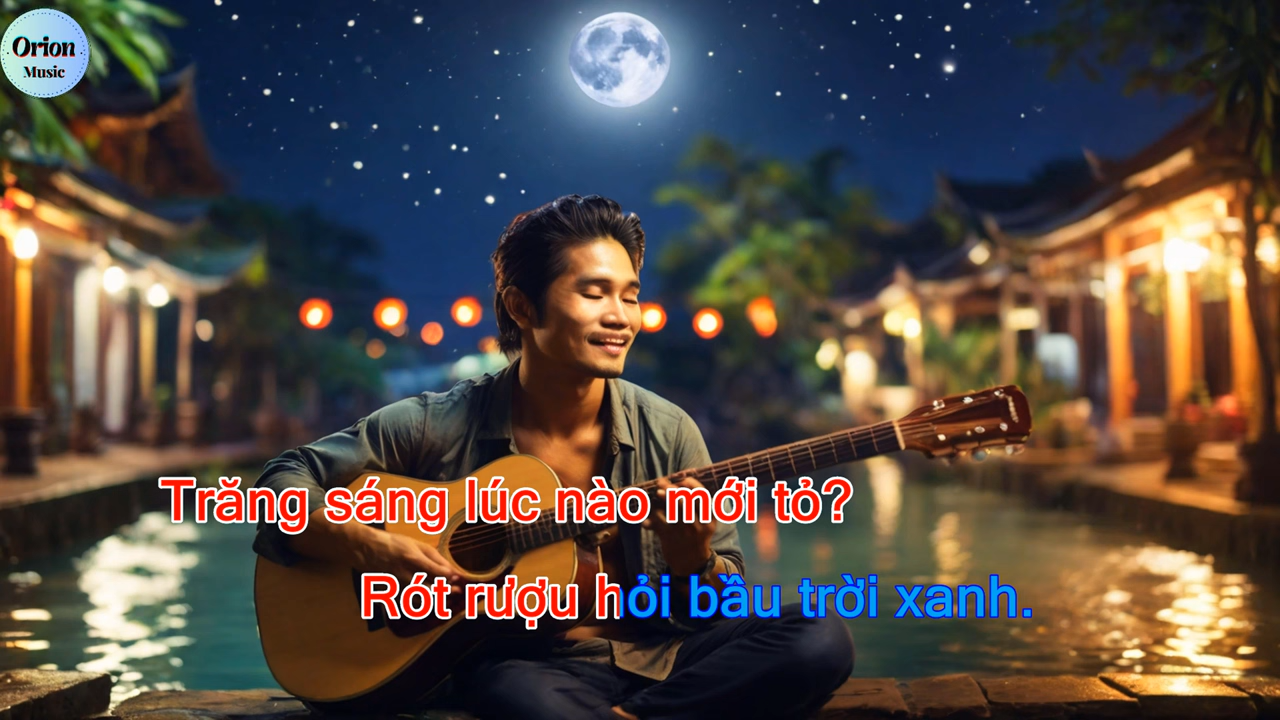 Orion
Music
Trăng sáng lúc nào mới tỏ?
Rót rượu hỏi bầu trời xanh.